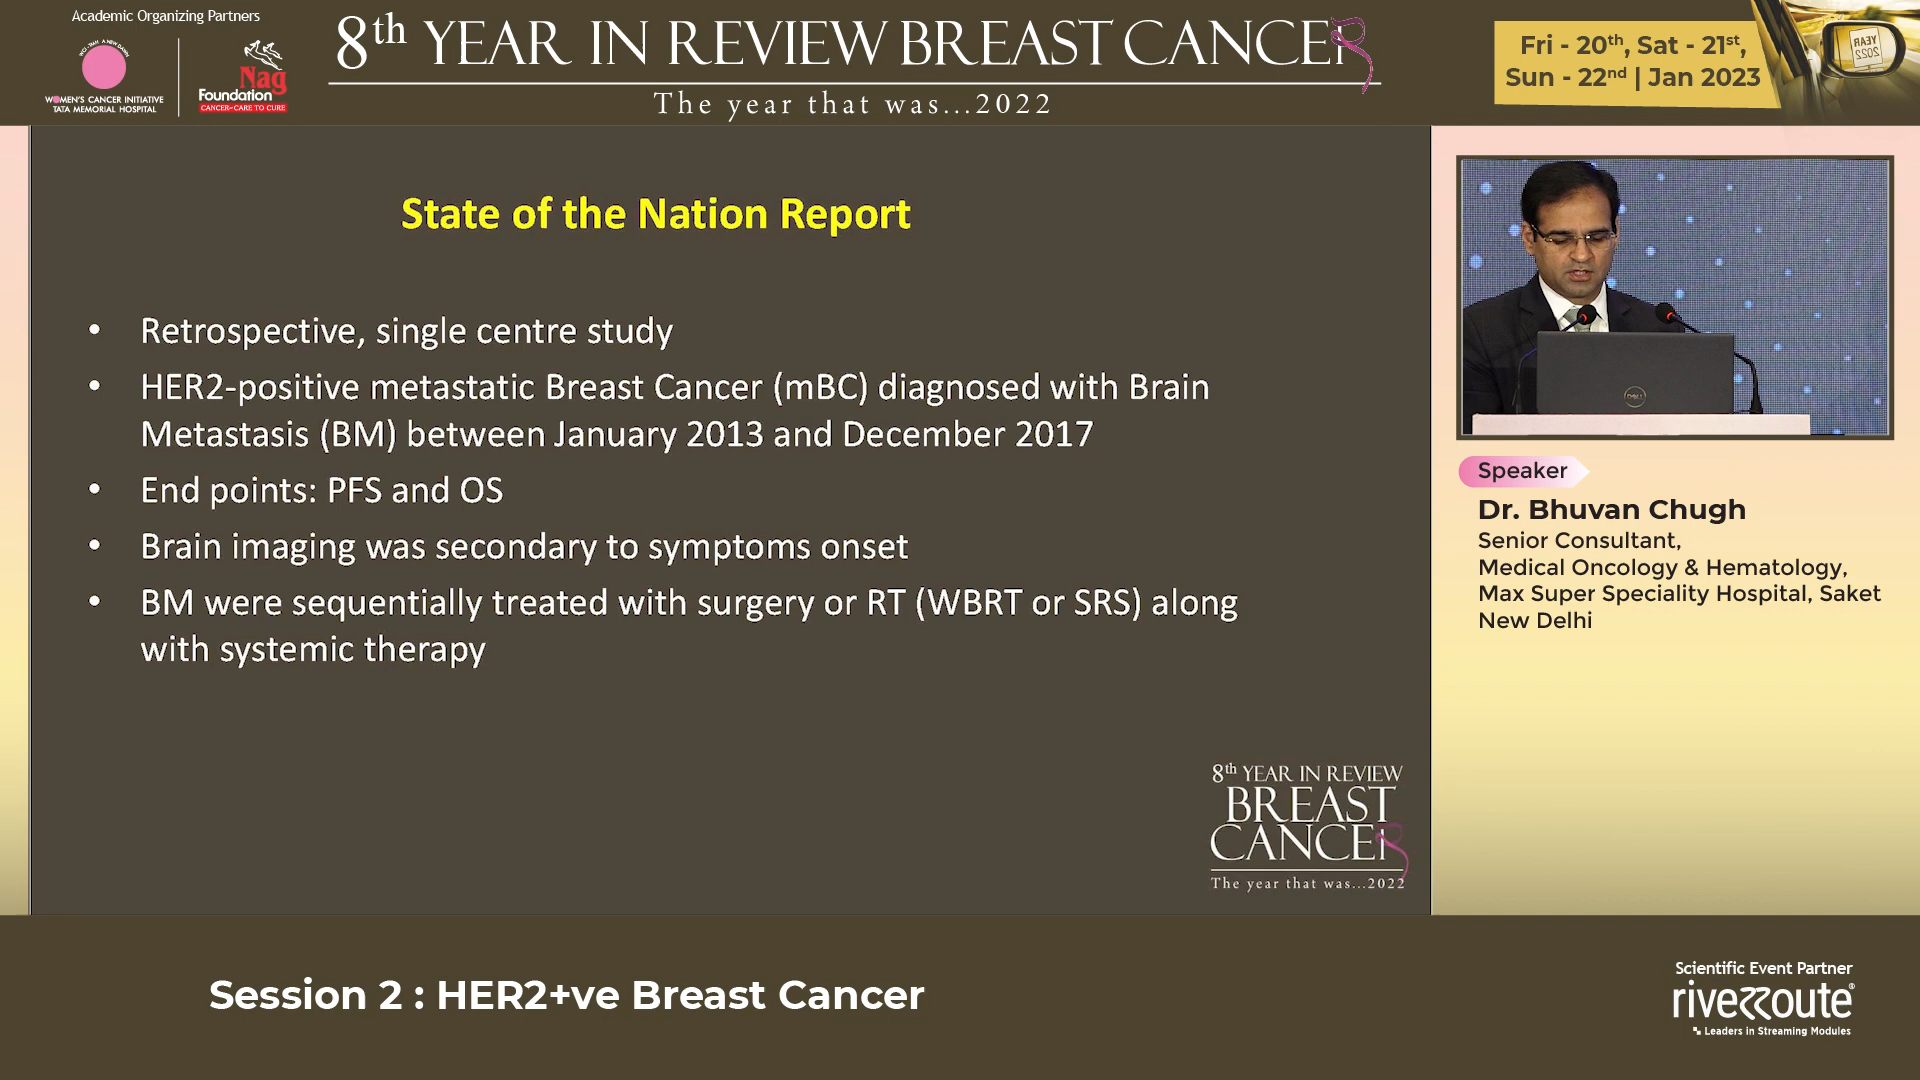 Academic Organizing Partners
WOMEN'S CANCER INITIATIVE
TATA MEMORIAL HOSPITAL
Nag
Foundation
CANCER-CARE TO CURE
8th YEAR IN REVIEW BREAST CANCER
The year that was...2022
Fri - 20th, Sat - 21st,
Sun - 22nd | Jan 2023
YEAR
2022
State of the Nation Report
• Retrospective, single centre study
• HER2-positive metastatic Breast Cancer (mBC) diagnosed with Brain
Metastasis (BM) between January 2013 and December 2017
• End points: PFS and OS
• Brain imaging was secondary to symptoms onset
• BM were sequentially treated with surgery or RT (WBRT or SRS) along
with systemic therapy
8th YEAR IN REVIEW
BREAST
CANCER
The year that was...2022
DELL
Speaker
Dr. Bhuvan Chugh
Senior Consultant,
Medical Oncology & Hematology,
Max Super Speciality Hospital, Saket
New Delhi
Session 2 : HER2+ve Breast Cancer
Scientific Event Partner
riverroute®
Leaders in Streaming Modules